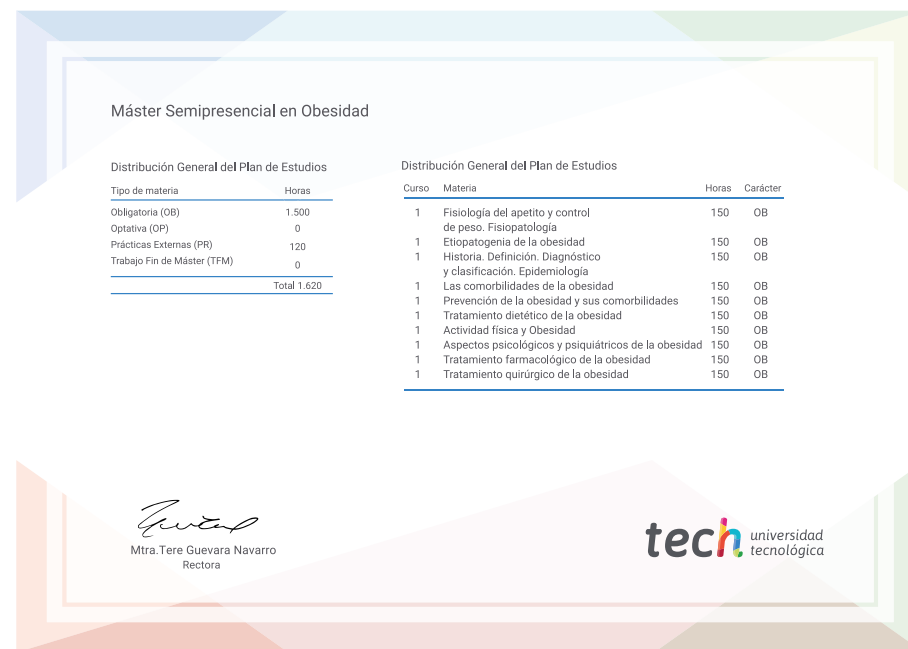 Máster Semipresencial en Obesidad
Distribución General del Plan de Estudios
Tipo de materia Horas
Obligatoria (OB) 1.500
Optativa (OP) 0
Prácticas Externas (PR) 120
Trabajo Fin de Máster (TFM) 0
Total 1.620
Distribución General del Plan de Estudios
Curso Materia Horas Carácter
1 Fisiología del apetito y control 150 OB
de peso. Fisiopatología
1 Etiopatogenia de la obesidad 150 OB
1 Historia. Definición. Diagnóstico 150 OB
y clasificación. Epidemiología
1 Las comorbilidades de la obesidad 150 OB
1 Prevención de la obesidad y sus comorbilidades 150 OB
1 Tratamiento dietético de la obesidad 150 OB
1 Actividad física y Obesidad 150 OB
1 Aspectos psicológicos y psiquiátricos de la obesidad 150 OB
1 Tratamiento farmacológico de la obesidad 150 OB
1 Tratamiento quirúrgico de la obesidad 150 OB
Mtra.Tere Guevara Navarro
Rectora
tech universidad
tecnológica